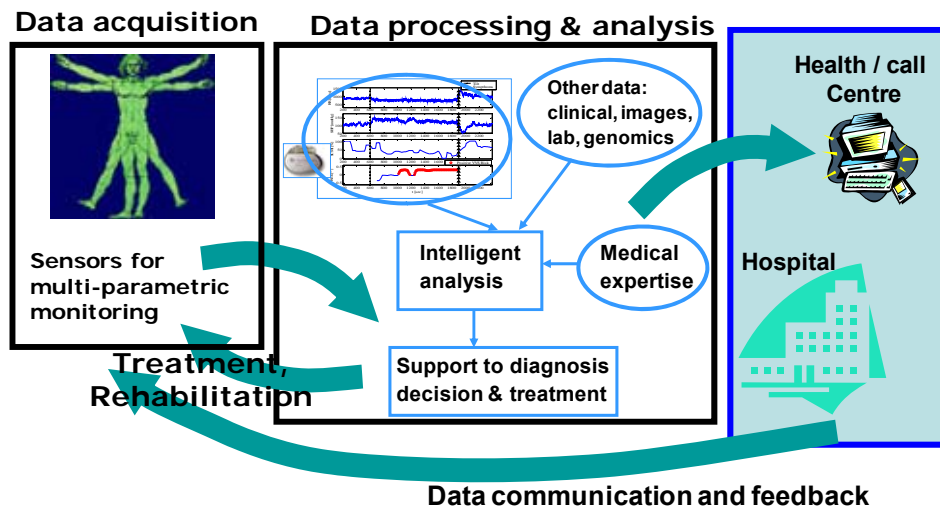 Data acquisition
Sensors for
multi-parametric
monitoring
Data processing & analysis
Other data:
clinical, images,
lab, genomics
Intelligent
analysis
Medical
expertise
Support to diagnosis
decision & treatment
Health / call
Centre
Hospital
Treatment,
Rehabilitation
Data communication and feedback